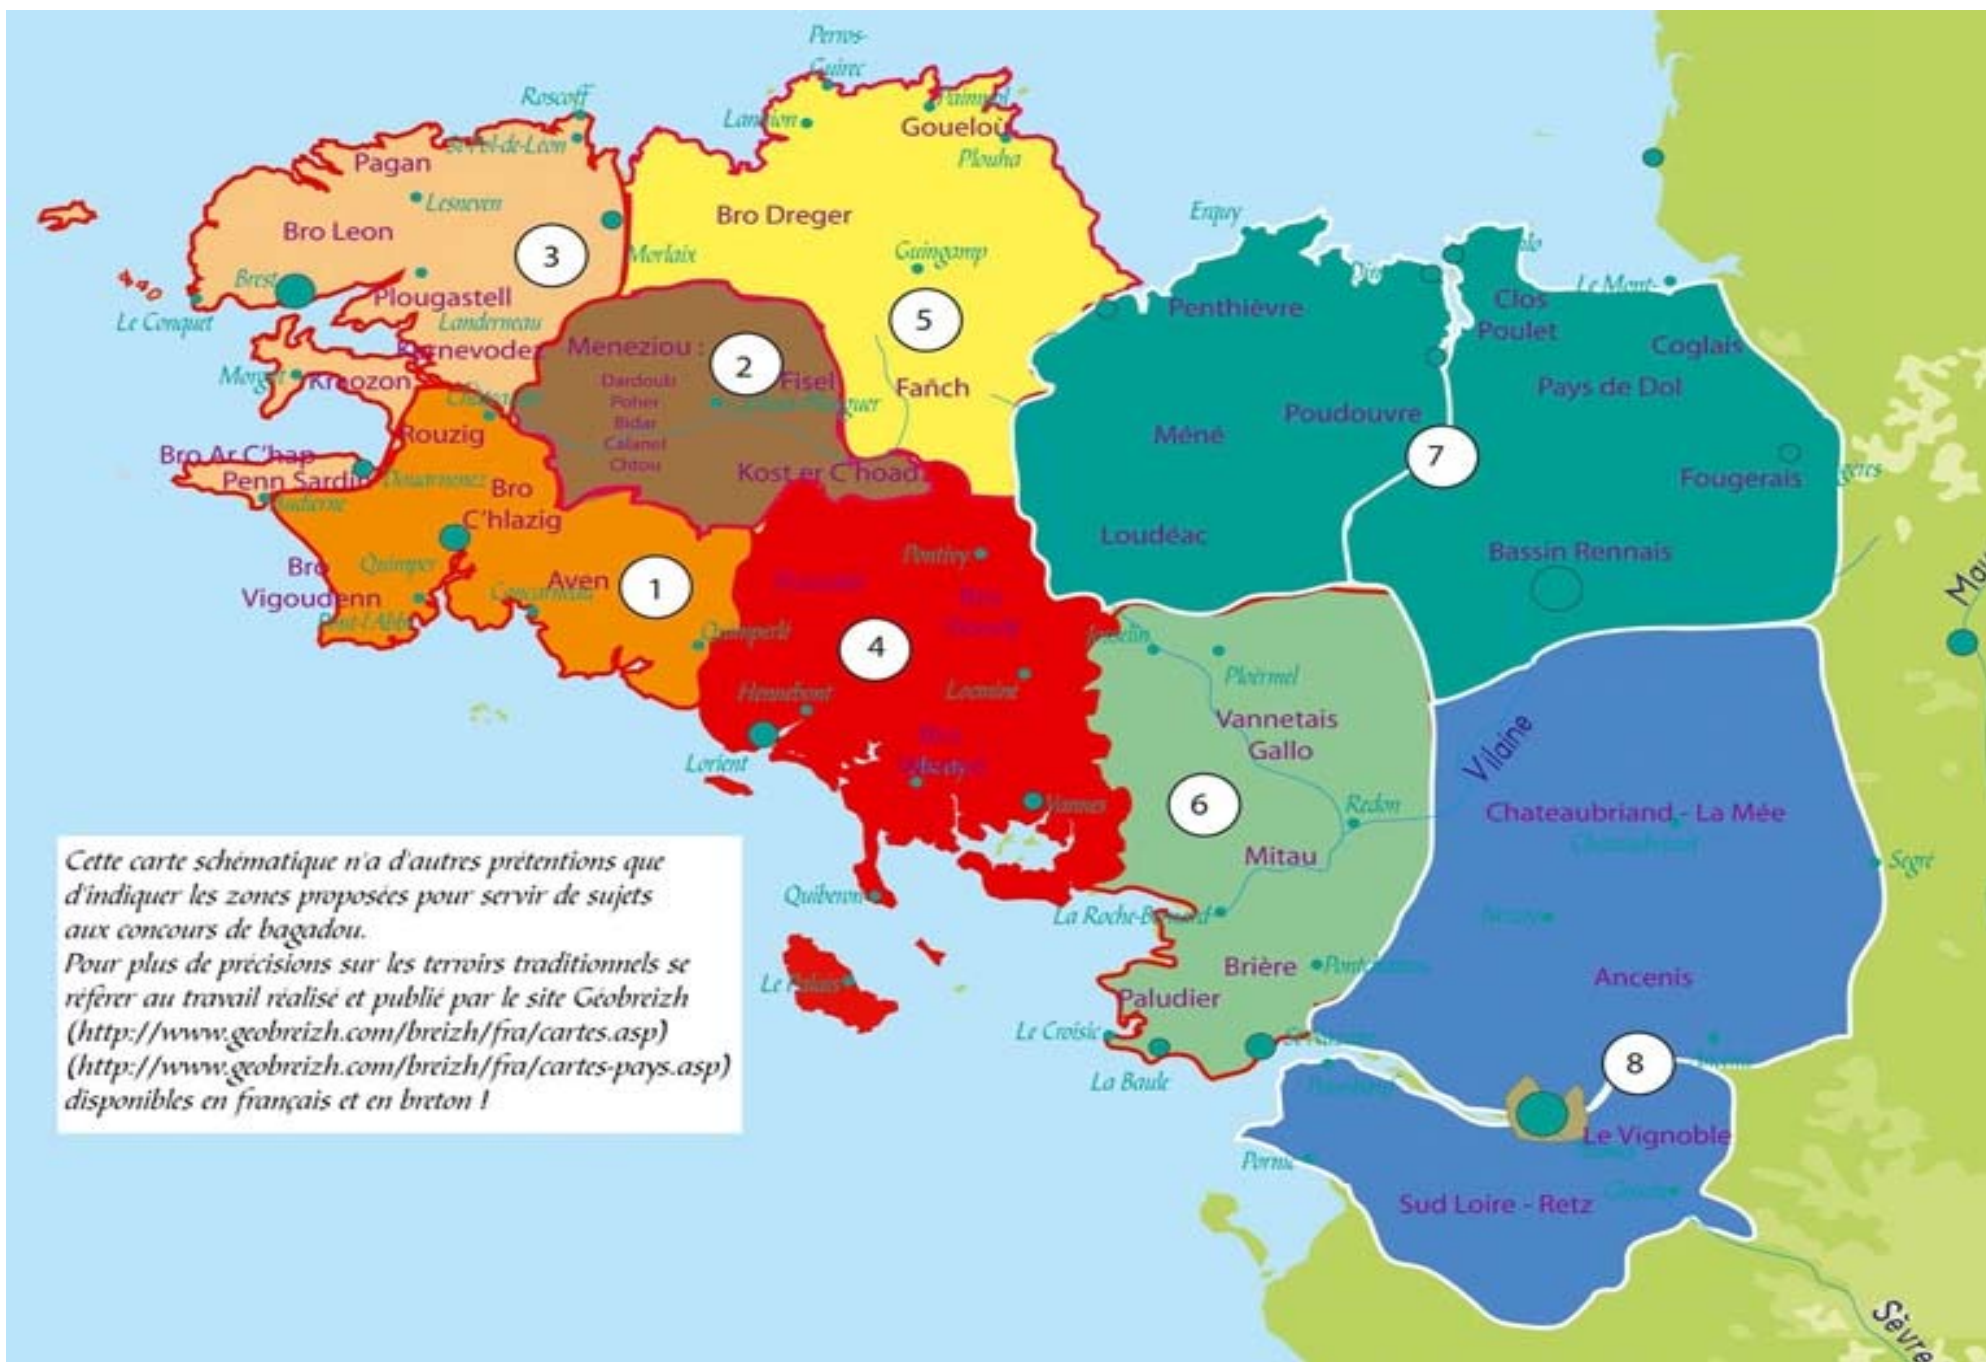 Perros-
Guirec
Roscoff
Lannion
Paimpol
Goueloù
St-Pol-de-Léon
Plouha
Pagan
Lesneven
Bro Leon
Bro Dreger
Erquy
3
Morlaix
Guingamp
Brest
Le Mont-
Plougastell
Le Conquet
Landerneau
5
Penthièvre
Clos
Poulet
Coglais
Kernevodez
Meneziou :
2
Morgat
Kraozon
Dardoubl
Fisel
Fañch
Pays de Dol
Poher
Bidar
Calanel
Chtou
Rouzig
Poudouvre
Méné
7
Bro Ar C'hap
Penn Sardin
Douarnenez
Kost er C'hoad
Fougerais
Audierne
Bro
C'hlazig
Loudéac
Bassin Rennais
Pontivy
Quimper
Bro
Vigoudenn
Aven
Concarneau
1
Pont-l'Abbé
Quimperlé
4
Josselin
Ploërmel
Hennebont
Locminé
Vannetais
Gallo
Vilaine
Lorient
Bro
Vannes
6
Redon
Chateaubriand - La Mée
Mitau
Segré
Quiberon
La Roche-Bernard
Le Palais
Brière
Paludier
Ancenis
Le Croisic
La Baule
8
Le Vignoble
Pornic
Sud Loire - Retz
Sèvre
Cette carte schématique n'a d'autres prétentions que
d'indiquer les zones proposées pour servir de sujets
aux concours de bagadou.
Pour plus de précisions sur les terroirs traditionnels se
référer au travail réalisé et publié par le site Géobreizh
(http://www.geobreizh.com/breizh/fra/cartes.asp)
(http://www.geobreizh.com/breizh/fra/cartes-pays.asp)
disponibles en français et en breton !